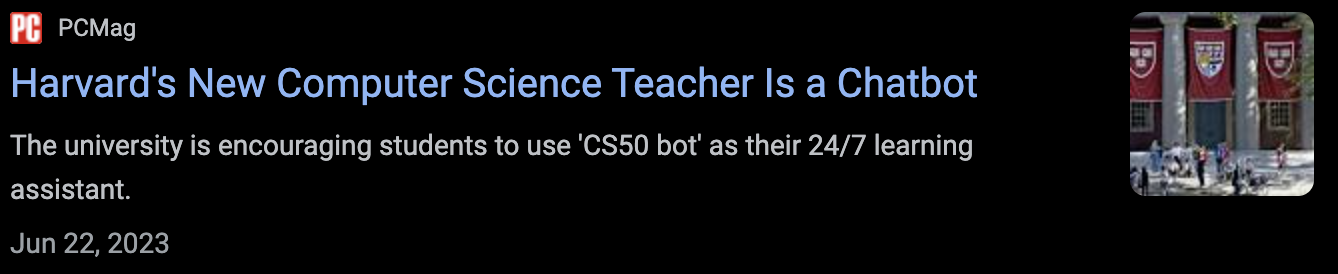 PC PCMag
Harvard's New Computer Science Teacher Is a Chatbot
The university is encouraging students to use 'CS50 bot' as their 24/7 learning
assistant.
Jun 22, 2023